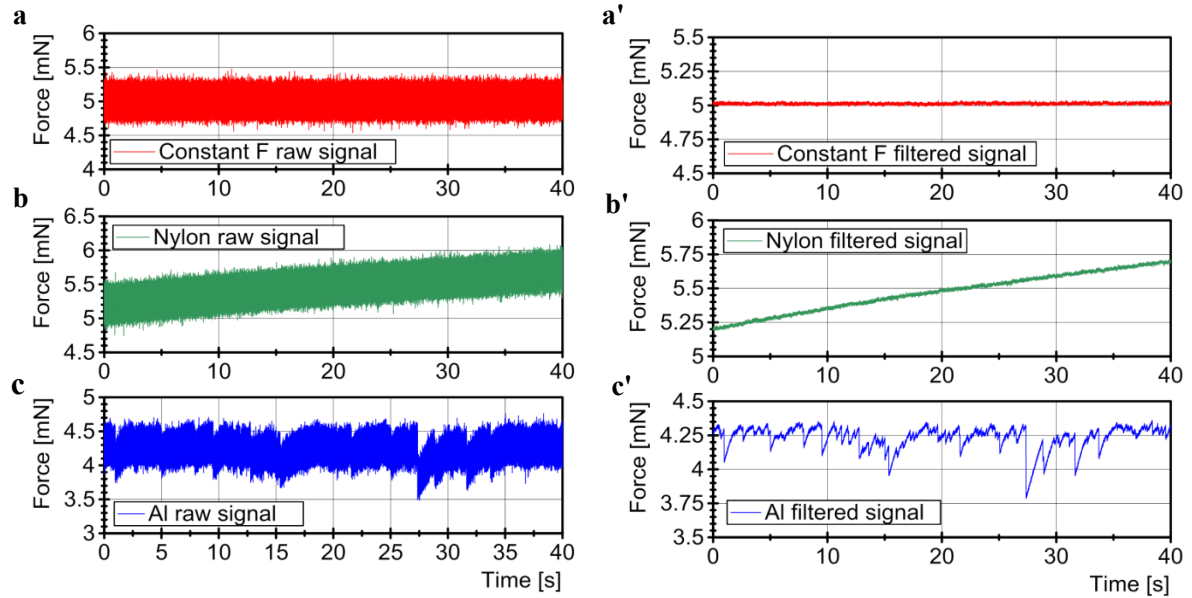 a
Force [mN]
6
5.5
5
4.5
4
Constant F raw signal
0 10 20 30 40
a'
Force [mN]
5.5
5.25
5
4.75
4.5
Constant F filtered signal
0 10 20 30 40
b
Force [mN]
6.5
6
5.5
5
4.5
Nylon raw signal
0 10 20 30 40
b'
Force [mN]
6
5.75
5.5
5.25
5
Nylon filtered signal
0 10 20 30 40
c
Force [mN]
5
4.5
4
3.5
3
Al raw signal
0 5 10 15 20 25 30 35 40
Time [s]
c'
Force [mN]
4.5
4.25
4
3.75
3.5
Al filtered signal
0 10 20 30 40
Time [s]